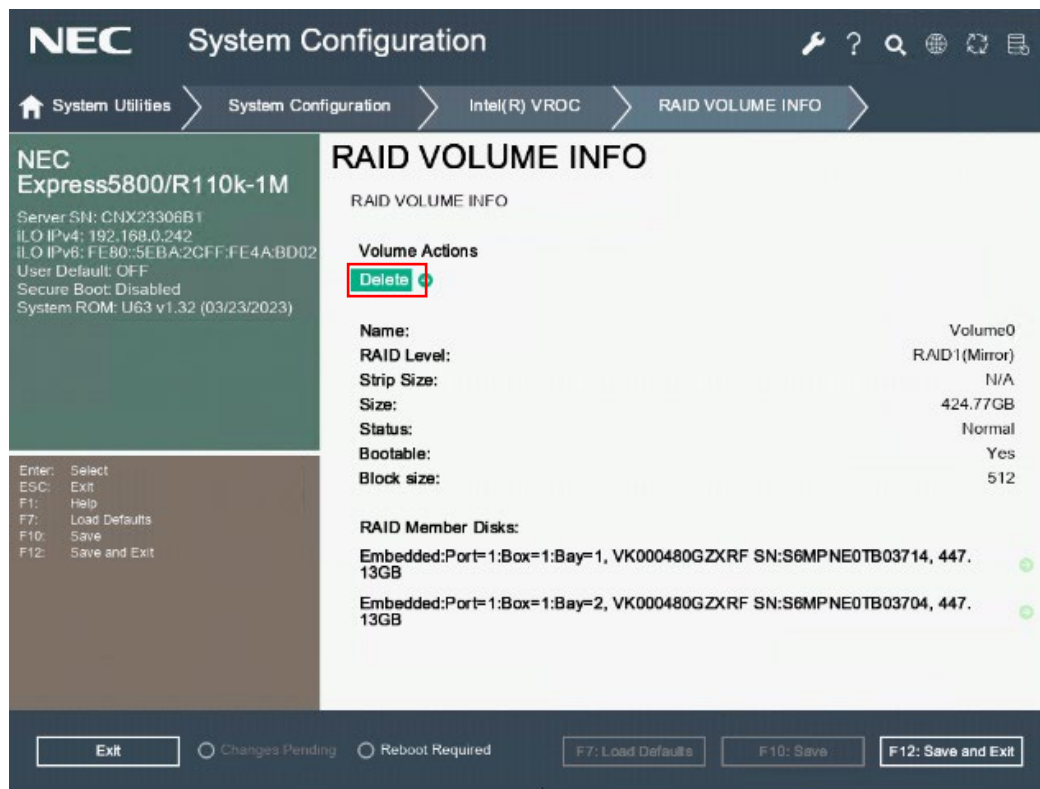 NEC System Configuration
System Utilities System Configuration Intel(R) VROC RAID VOLUME INFO
NEC
Express5800/R110k-1M
Server SN: CNX23306B1
iLO IPv4: 192.168.0.242
iLO IPv6: FE80::5EBA:2CFF:FE4A:BD02
User Default: OFF
Secure Boot: Disabled
System ROM: U63 v1.32 (03/23/2023)
Enter: Select
ESC: Exit
F1: Help
F7: Load Defaults
F10: Save
F12: Save and Exit
RAID VOLUME INFO
RAID VOLUME INFO
Volume Actions
Delete
Name: Volume0
RAID Level: RAID1(Mirror)
Strip Size: N/A
Size: 424.77GB
Status: Normal
Bootable: Yes
Block size: 512
RAID Member Disks:
Embedded:Port=1:Box=1:Bay=1, VK000480GZXRF SN:S6MPNE0TB03714, 447.
13GB
Embedded:Port=1:Box=1:Bay=2, VK000480GZXRF SN:S6MPNE0TB03704, 447.
13GB
Exit Changes Pending Reboot Required F7: Load Defaults F10: Save F12: Save and Exit